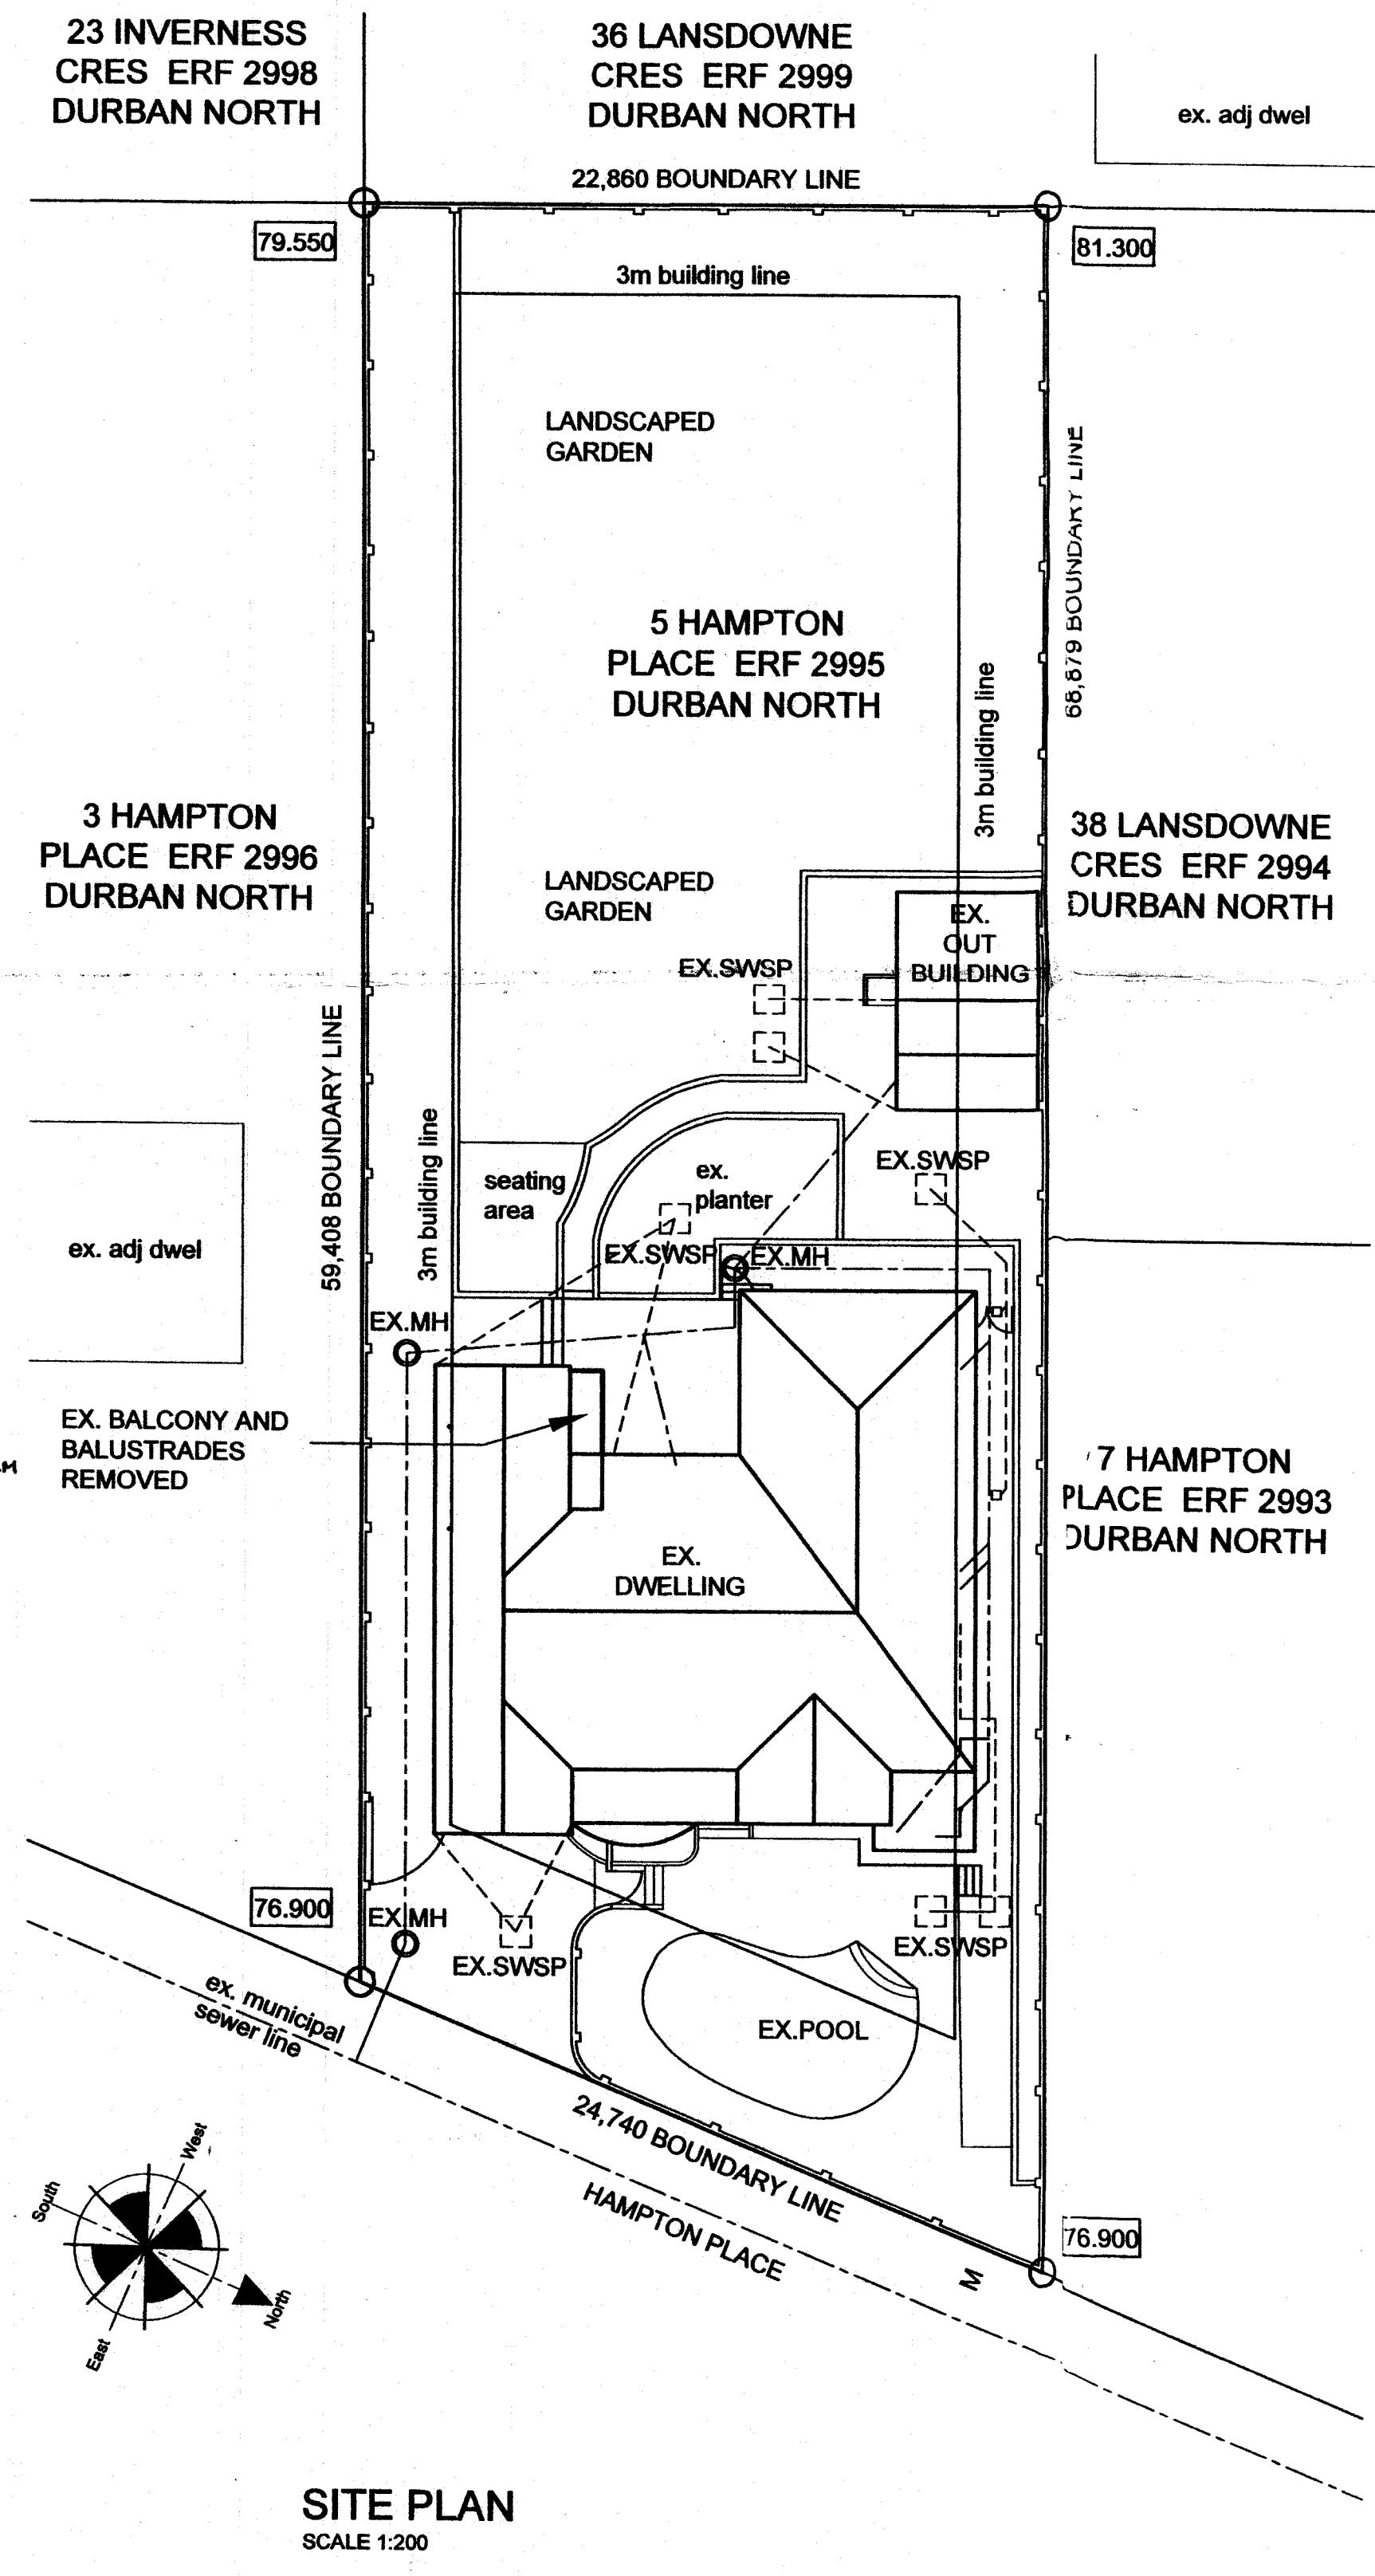 23 INVERNESS
CRES ERF 2998
DURBAN NORTH
36 LANSDOWNE
CRES ERF 2999
DURBAN NORTH
ex. adj dwel
22,860 BOUNDARY LINE
79.550
81.300
3m building line
LANDSCAPED
GARDEN
BOUNDARY LINE
5 HAMPTON
PLACE ERF 2995
DURBAN NORTH
3m building line
3 HAMPTON
PLACE ERF 2996
DURBAN NORTH
38 LANSDOWNE
CRES ERF 2994
DURBAN NORTH
LANDSCAPED
GARDEN
EX.
OUT
BUILDING
EX.SWSP
59,408 BOUNDARY LINE
3m building line
seating
area
ex.
planter
EX.SWSP
ex. adj dwel
EX.SWSP
EX.MH
EX.MH
EX. BALCONY AND
BALUSTRADES
REMOVED
7 HAMPTON
PLACE ERF 2993
DURBAN NORTH
EX.
DWELLING
76.900
EX.MH
EX.SWSP
EX.SWSP
ex. municipal
sewer line
EX.POOL
24,740 BOUNDARY LINE
HAMPTON PLACE
M
76.900
West
South
North
East
SITE PLAN
SCALE 1:200